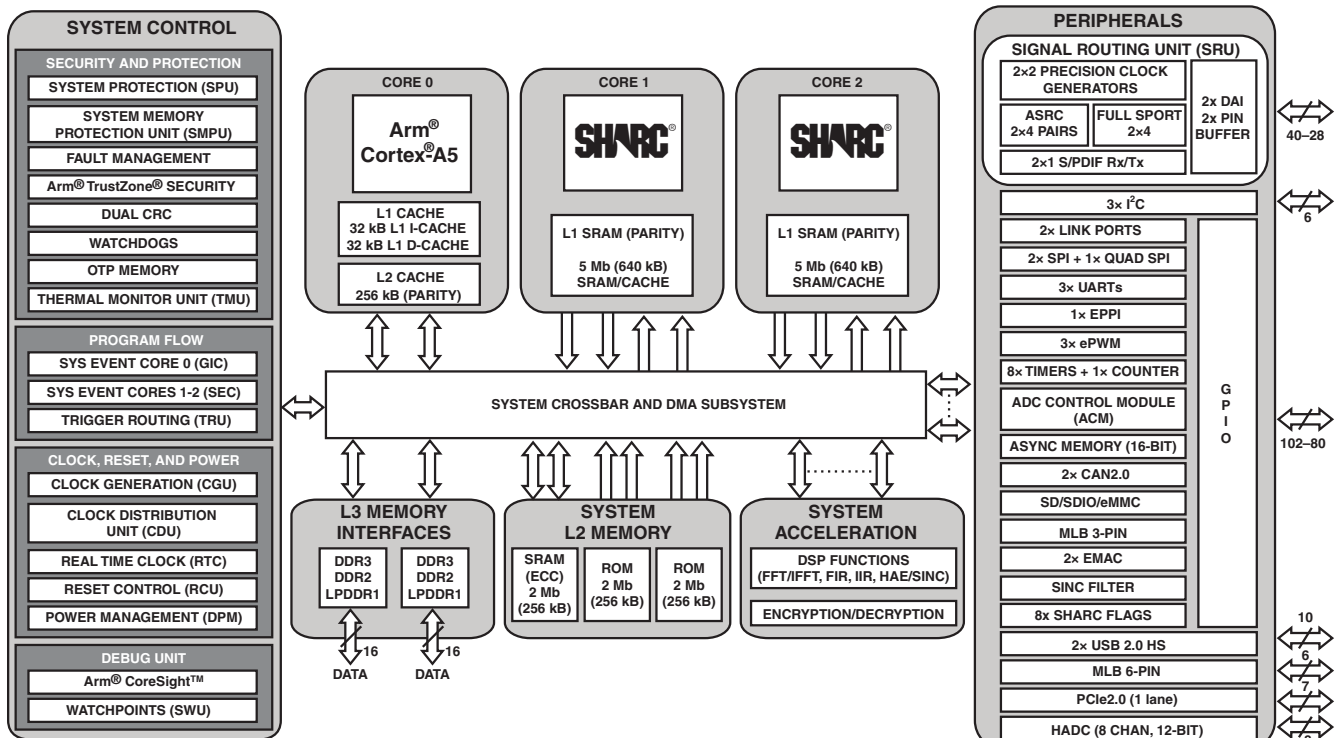 SYSTEM CONTROL
SECURITY AND PROTECTION
SYSTEM PROTECTION (SPU)
SYSTEM MEMORY
PROTECTION UNIT (SMPU)
FAULT MANAGEMENT
Arm® TrustZone® SECURITY
DUAL CRC
WATCHDOGS
OTP MEMORY
THERMAL MONITOR UNIT (TMU)
PROGRAM FLOW
SYS EVENT CORE 0 (GIC)
SYS EVENT CORES 1-2 (SEC)
TRIGGER ROUTING (TRU)
CLOCK, RESET, AND POWER
CLOCK GENERATION (CGU)
CLOCK DISTRIBUTION
UNIT (CDU)
REAL TIME CLOCK (RTC)
RESET CONTROL (RCU)
POWER MANAGEMENT (DPM)
DEBUG UNIT
Arm® CoreSight™
WATCHPOINTS (SWU)
CORE 0
Arm®
Cortex®-A5
L1 CACHE
32 kB L1 I-CACHE
32 kB L1 D-CACHE
L2 CACHE
256 kB (PARITY)
CORE 1
SHARC®
L1 SRAM (PARITY)
5 Mb (640 kB)
SRAM/CACHE
CORE 2
SHARC®
L1 SRAM (PARITY)
5 Mb (640 kB)
SRAM/CACHE
SYSTEM CROSSBAR AND DMA SUBSYSTEM
L3 MEMORY
INTERFACES
DDR3
DDR2
LPDDR1
DDR3
DDR2
LPDDR1
16
16
DATA
DATA
SYSTEM
L2 MEMORY
SRAM
(ECC)
2 Mb
(256 kB)
ROM
2 Mb
(256 kB)
ROM
2 Mb
(256 kB)
SYSTEM
ACCELERATION
DSP FUNCTIONS
(FFT/IFFT, FIR, IIR, HAE/SINC)
ENCRYPTION/DECRYPTION
PERIPHERALS
SIGNAL ROUTING UNIT (SRU)
2×2 PRECISION CLOCK
GENERATORS
ASRC
2×4 PAIRS
FULL SPORT
2×4
2×1 S/PDIF Rx/Tx
2x DAI
2x PIN
BUFFER
40–28
3× I²C
6
2× LINK PORTS
2× SPI + 1× QUAD SPI
3× UARTs
1× EPPI
3× ePWM
8× TIMERS + 1× COUNTER
ADC CONTROL MODULE
(ACM)
ASYNC MEMORY (16-BIT)
2× CAN2.0
SD/SDIO/eMMC
MLB 3-PIN
2× EMAC
SINC FILTER
8x SHARC FLAGS
G
P
I
O
102–80
2× USB 2.0 HS
10
MLB 6-PIN
6
PCIe2.0 (1 lane)
7
HADC (8 CHAN, 12-BIT)